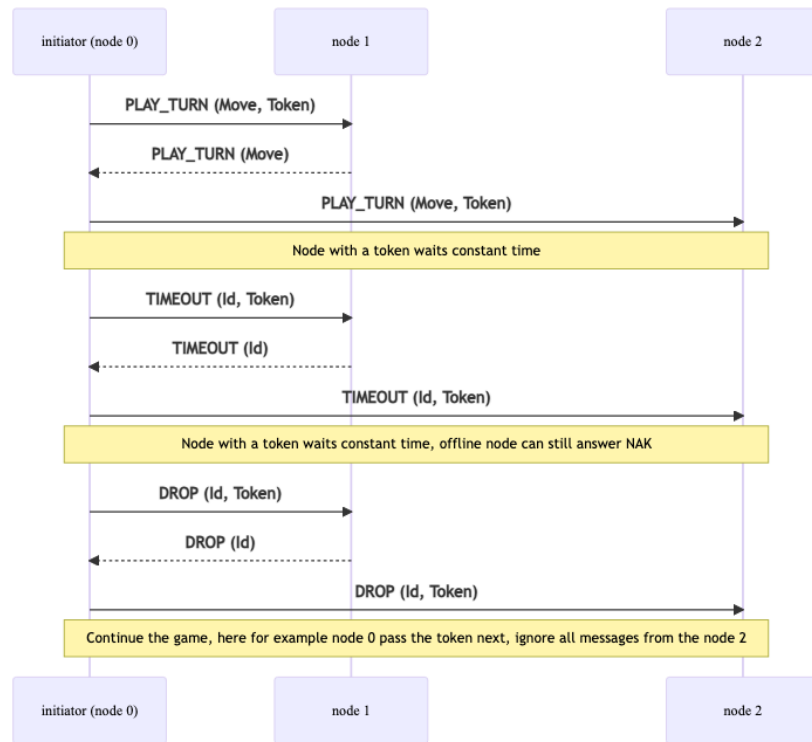 initiator (node 0) node 1 node 2
PLAY_TURN (Move, Token)
PLAY_TURN (Move)
PLAY_TURN (Move, Token)
Node with a token waits constant time
TIMEOUT (Id, Token)
TIMEOUT (Id)
TIMEOUT (Id, Token)
Node with a token waits constant time, offline node can still answer NAK
DROP (Id, Token)
DROP (Id)
DROP (Id, Token)
Continue the game, here for example node 0 pass the token next, ignore all messages from the node 2
initiator (node 0) node 1 node 2